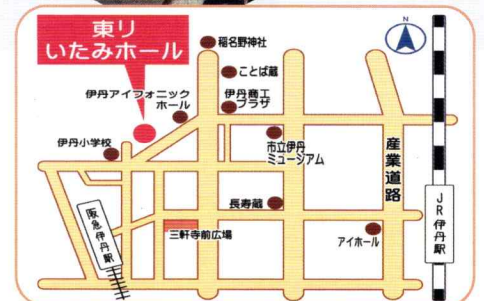 東リ
いたみホール
稲名野神社
N
ことば蔵
伊丹アイフォニック
ホール
伊丹商工
プラザ
伊丹小学校
市立伊丹
ミュージアム
産業道路
長寿蔵
阪急伊丹駅
三軒寺前広場
アイホール
JR伊丹駅